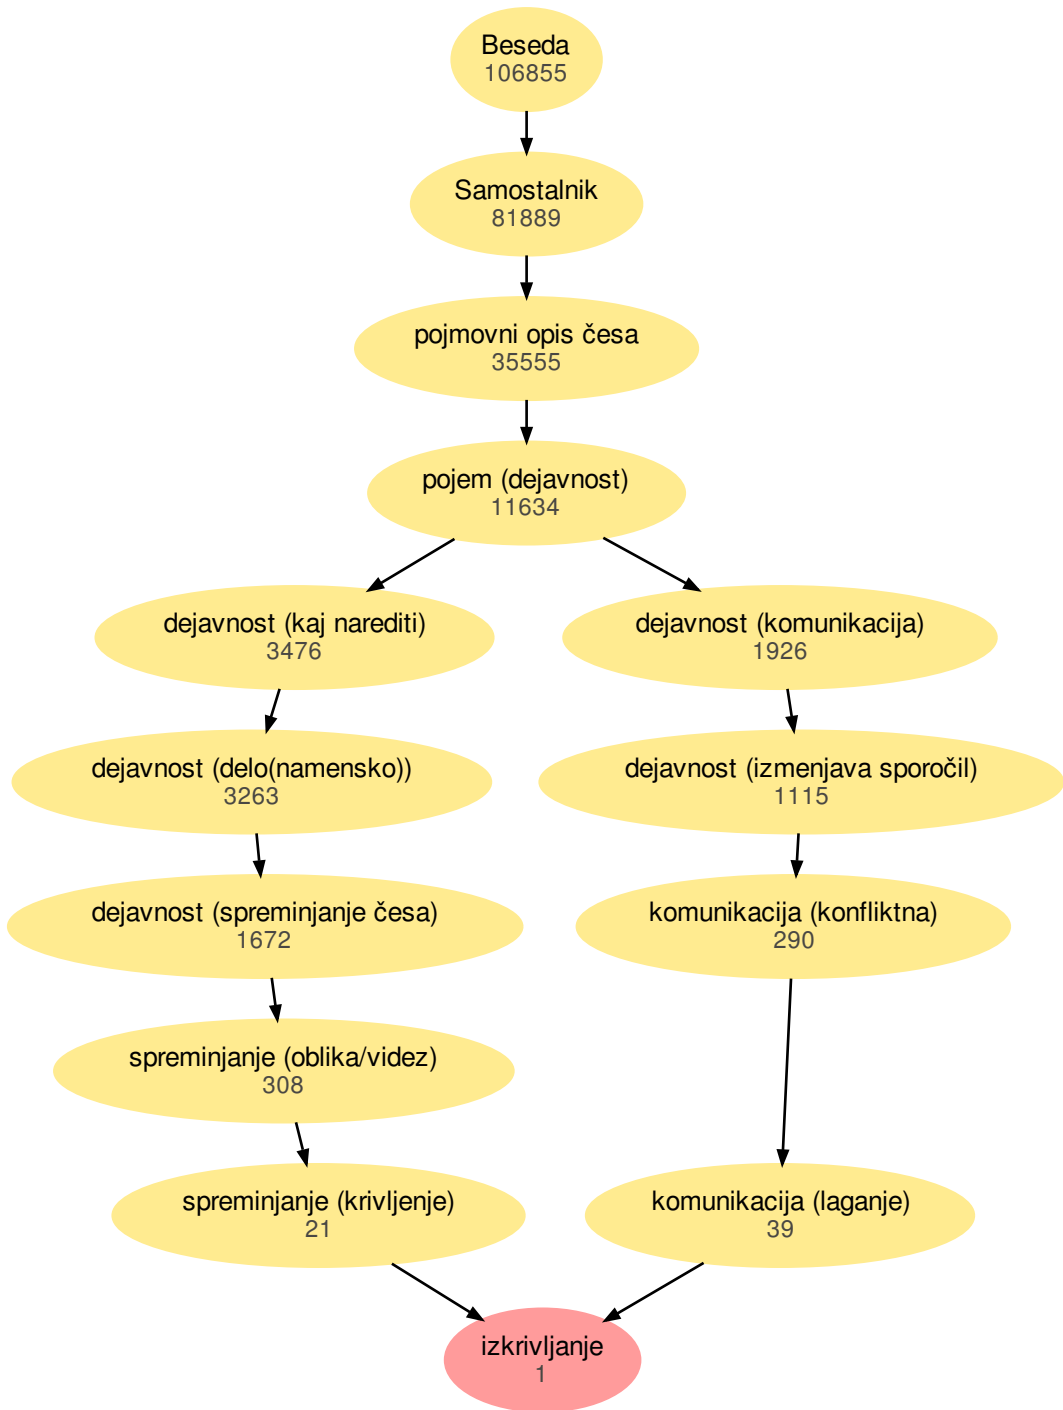 Beseda
106855
Samostalnik
81889
pojmovni opis česa
35555
pojem (dejavnost)
11634
dejavnost (kaj narediti)
3476
dejavnost (komunikacija)
1926
dejavnost (delo(namensko))
3263
dejavnost (izmenjava sporočil)
1115
dejavnost (spreminjanje česa)
1672
komunikacija (konfliktna)
290
spreminjanje (oblika/videz)
308
spreminjanje (krivljenje)
21
komunikacija (laganje)
39
izkrivljanje
1